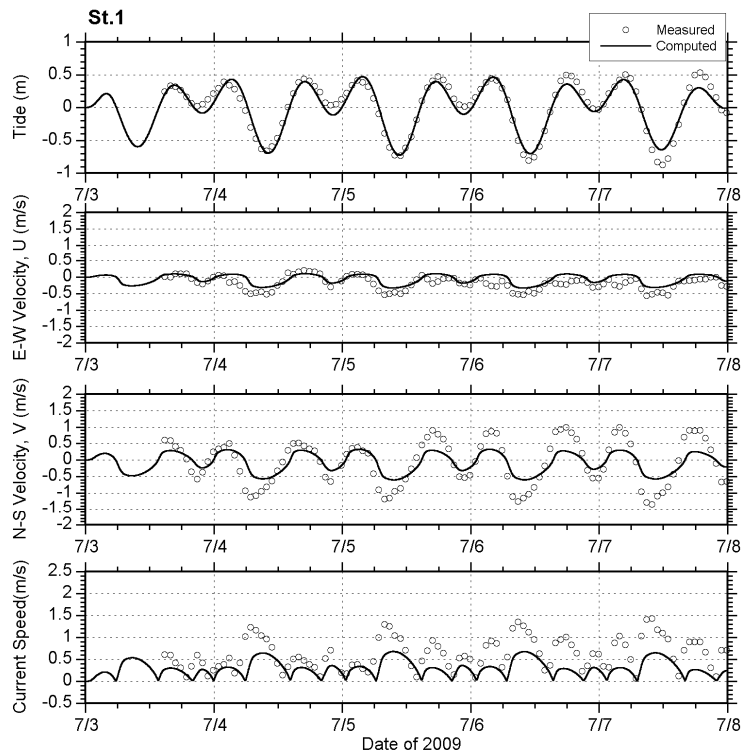 St.1
Measured
Computed
Tide (m)
1
0.5
0
-0.5
-1
7/3 7/4 7/5 7/6 7/7 7/8
E-W Velocity, U (m/s)
2
1.5
1
0.5
0
-0.5
-1
-1.5
-2
7/3 7/4 7/5 7/6 7/7 7/8
N-S Velocity, V (m/s)
2
1.5
1
0.5
0
-0.5
-1
-1.5
-2
7/3 7/4 7/5 7/6 7/7 7/8
Current Speed(m/s)
2.5
2
1.5
1
0.5
0
-0.5
7/3 7/4 7/5 7/6 7/7 7/8
Date of 2009